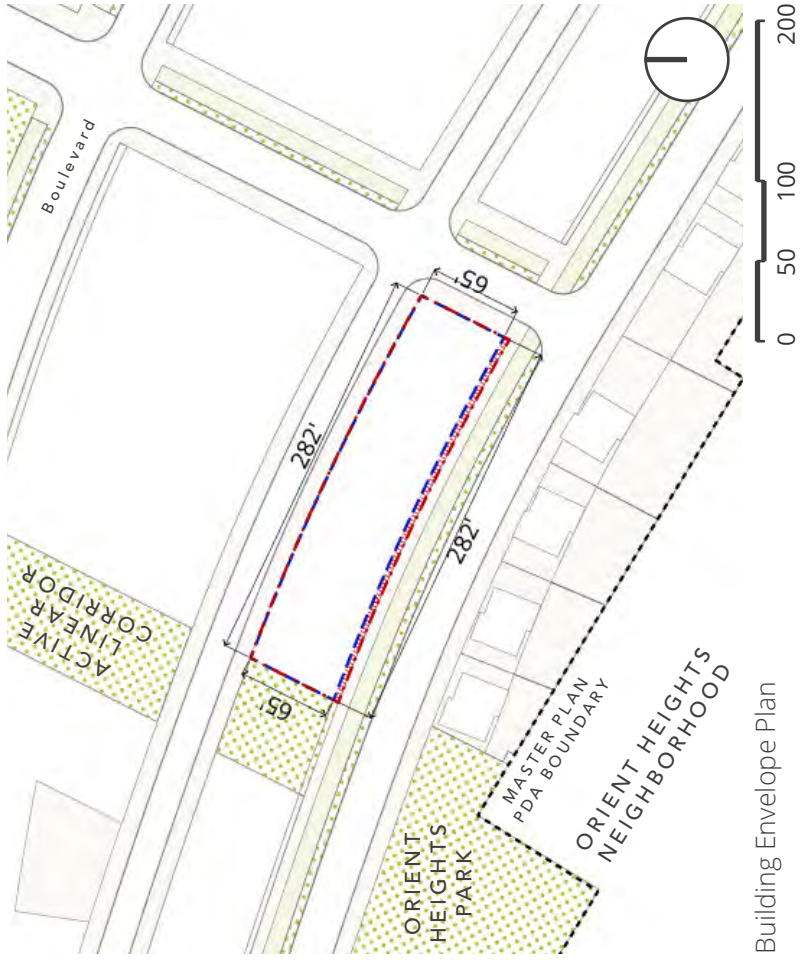 Boulevard
ACTIVE
LINEAR
CORRIDOR
282'
65'
65'
282'
ORIENT
HEIGHTS
PARK
MASTER PLAN
PDA BOUNDARY
ORIENT HEIGHTS
NEIGHBORHOOD
Building Envelope Plan
0 50 100 200